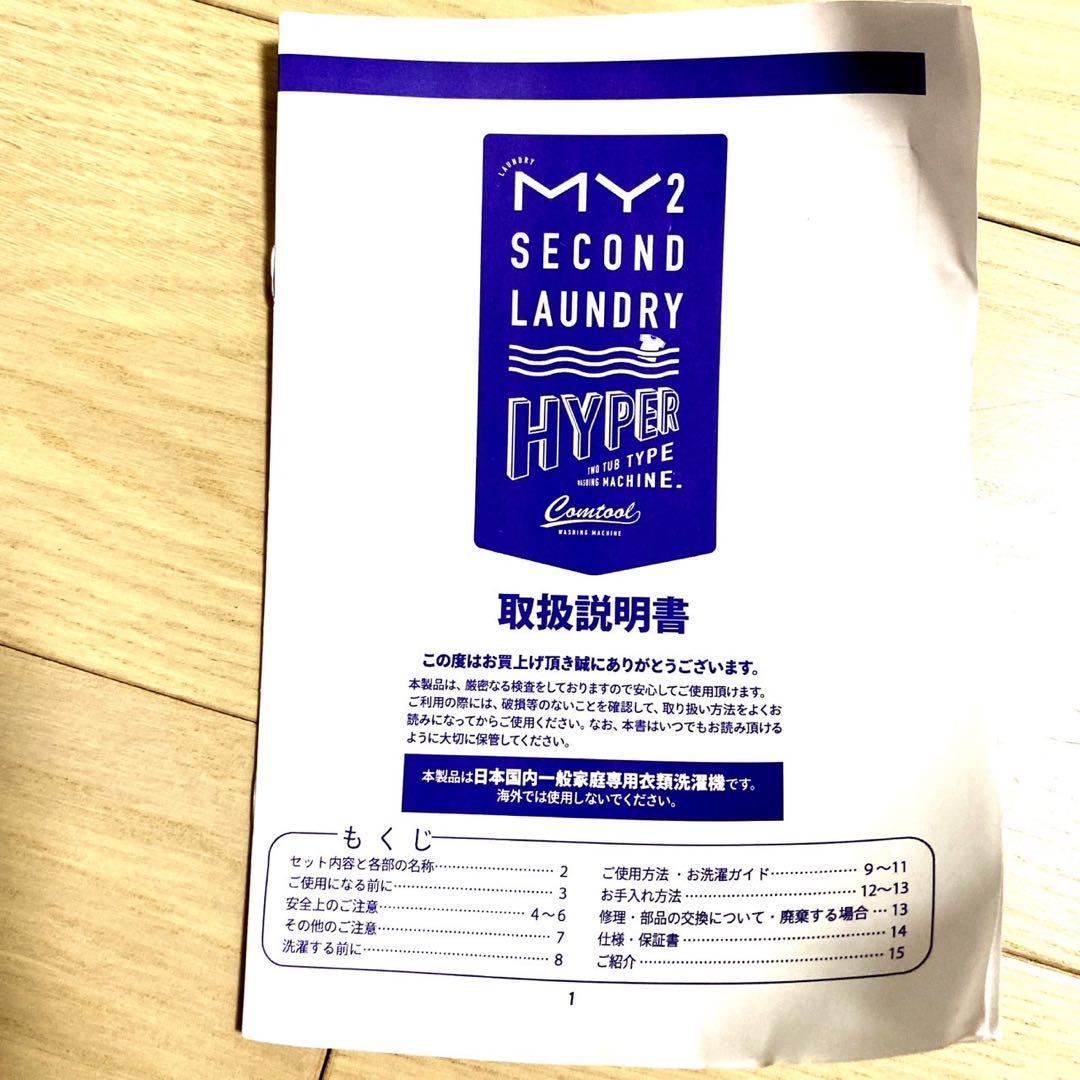 LAUNDRY
MY2
SECOND
LAUNDRY
HYPER
TWO TUB TYPE
WASHING MACHINE.
Comtool
WASHING MACHINE
取扱説明書
この度はお買上げ頂き誠にありがとうございます。
本製品は、厳密なる検査をしておりますので安心してご使用頂けます。
ご利用の際には、破損等のないことを確認して、取り扱い方法をよくお
読みになってからご使用ください。なお、本書はいつでもお読み頂ける
ように大切に保管してください。
本製品は日本国内一般家庭専用衣類洗濯機です。
海外では使用しないでください。
もくじ
セット内容と各部の名称…………………… 2
ご使用になる前に…………………………… 3
安全上のご注意………………………… 4～6
その他のご注意……………………………… 7
洗濯する前に………………………………… 8
ご使用方法・お洗濯ガイド……………… 9～11
お手入れ方法…………………………… 12～13
修理・部品の交換について・廃棄する場合… 13
仕様・保証書………………………………… 14
ご紹介………………………………………… 15
1